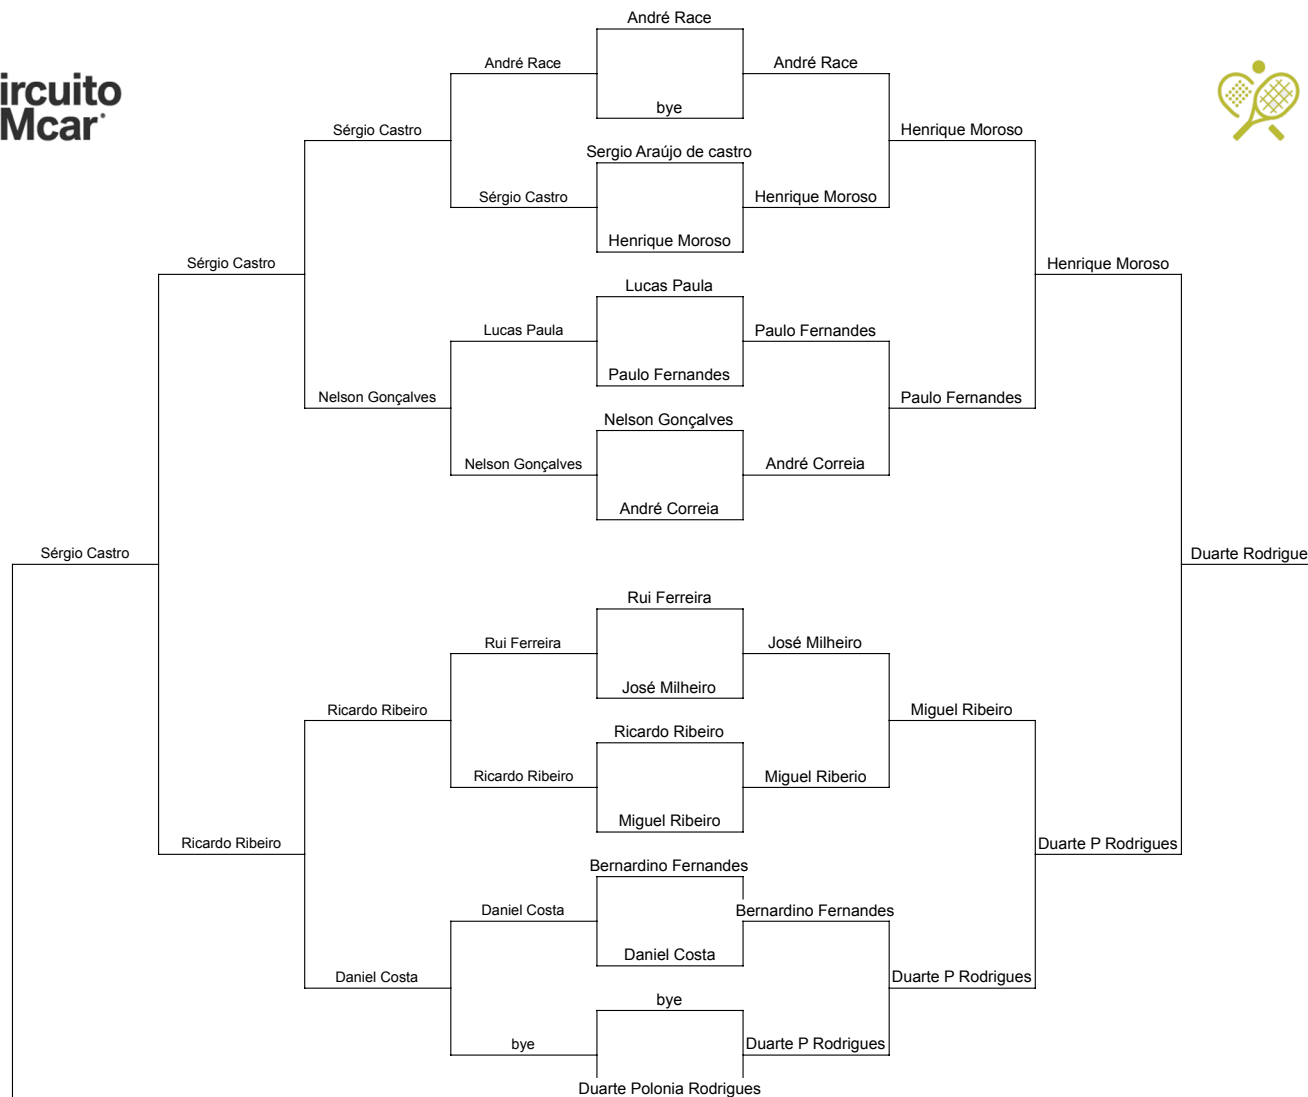 André Race
André Race
André Race
ircuito
Mcar
bye
Sérgio Castro
Henrique Moroso
Sergio Araújo de castro
Sérgio Castro
Henrique Moroso
Henrique Moroso
Sérgio Castro
Henrique Moroso
Lucas Paula
Lucas Paula
Paulo Fernandes
Paulo Fernandes
Nelson Gonçalves
Paulo Fernandes
Nelson Gonçalves
Nelson Gonçalves
André Correia
André Correia
Sérgio Castro
Duarte Rodrigue
Rui Ferreira
Rui Ferreira
José Milheiro
José Milheiro
Ricardo Ribeiro
Miguel Ribeiro
Ricardo Ribeiro
Ricardo Ribeiro
Miguel Riberio
Miguel Ribeiro
Ricardo Ribeiro
Duarte P Rodrigues
Bernardino Fernandes
Daniel Costa
Bernardino Fernandes
Daniel Costa
Daniel Costa
Duarte P Rodrigues
bye
bye
Duarte P Rodrigues
Duarte Polonia Rodrigues